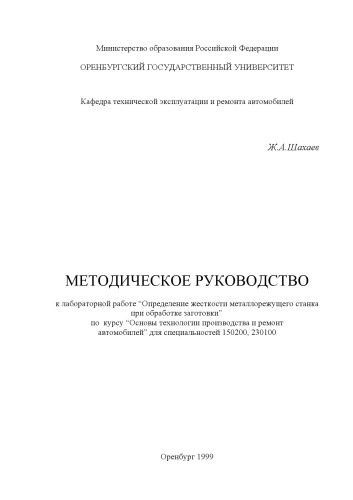 Министерство образования Российской Федерации
ОРЕНБУРГСКИЙ ГОСУДАРСТВЕННЫЙ УНИВЕРСИТЕТ
Кафедра технической эксплуатации и ремонта автомобилей
Ж.А.Шахаев
МЕТОДИЧЕСКОЕ РУКОВОДСТВО
к лабораторной работе “Определение жесткости металлорежущего станка
при обработке заготовки”
по курсу “Основы технологии производства и ремонт
автомобилей” для специальностей 150200, 230100
Оренбург 1999